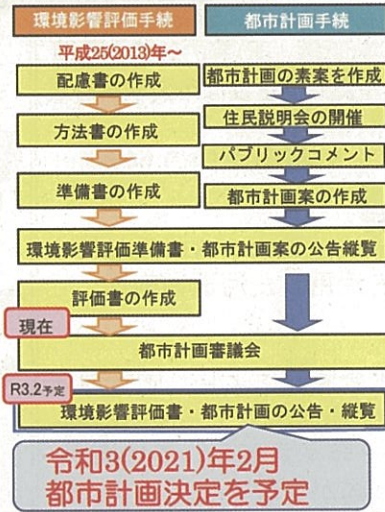 環境影響評価手続
都市計画手続
平成25(2013)年～
配慮書の作成
都市計画の素案を作成
住民説明会の開催
方法書の作成
パブリックコメント
準備書の作成
都市計画案の作成
環境影響評価準備書・都市計画案の公告縦覧
評価書の作成
現在
都市計画審議会
R3.2予定
環境影響評価書・都市計画の公告・縦覧
令和3(2021)年2月
都市計画決定を予定